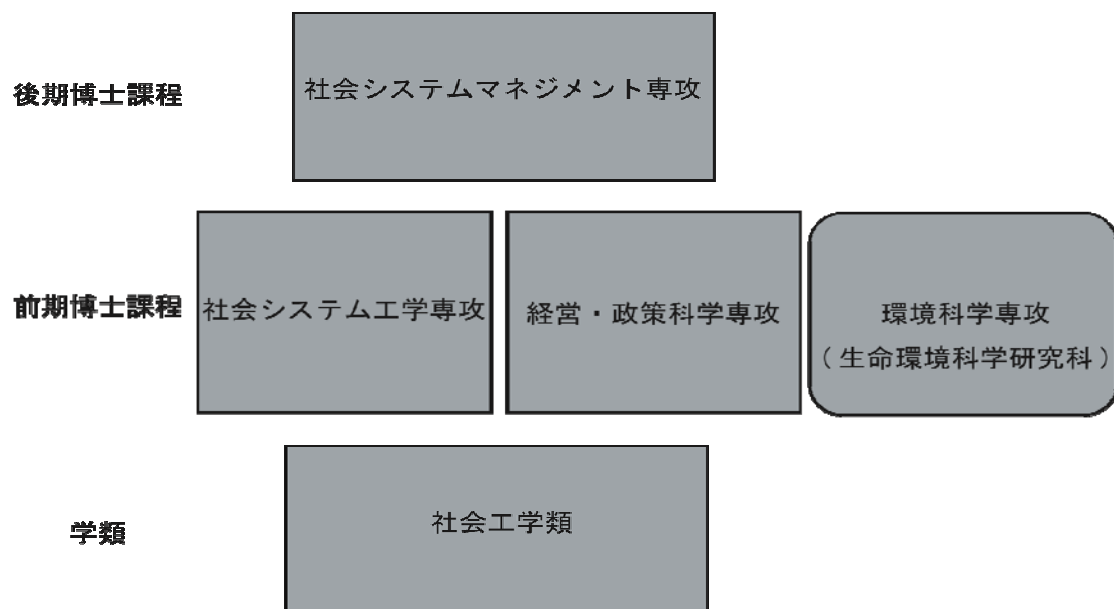 後期博士課程
社会システムマネジメント専攻
前期博士課程
社会システム工学専攻
経営・政策科学専攻
環境科学専攻
（生命環境科学研究科）
学類
社会工学類